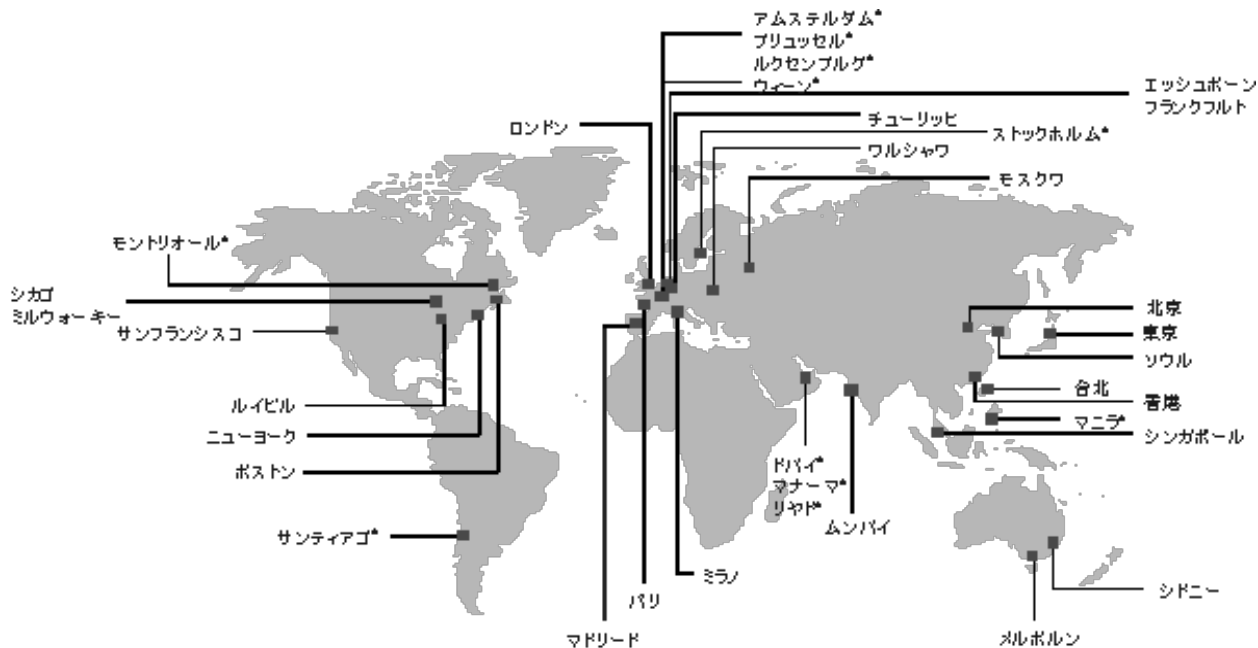 アムステルダム*
ブリュッセル*
ルクセンブルグ*
ウィーン*
エッシュボーン
フランクフルト
チューリッヒ
ロンドン
ストックホルム*
ワルシャワ
モスクワ
モントリオール*
シカゴ
ミルウォーキー
サンフランシスコ
北京
東京
ソウル
台北
香港
マニラ*
シンガポール
ルイビル
ニューヨーク
ボストン
ドバイ*
マナーマ*
リヤド*
ムンバイ
サンティアゴ*
ミラノ
パリ
マドリード
シドニー
メルボルン